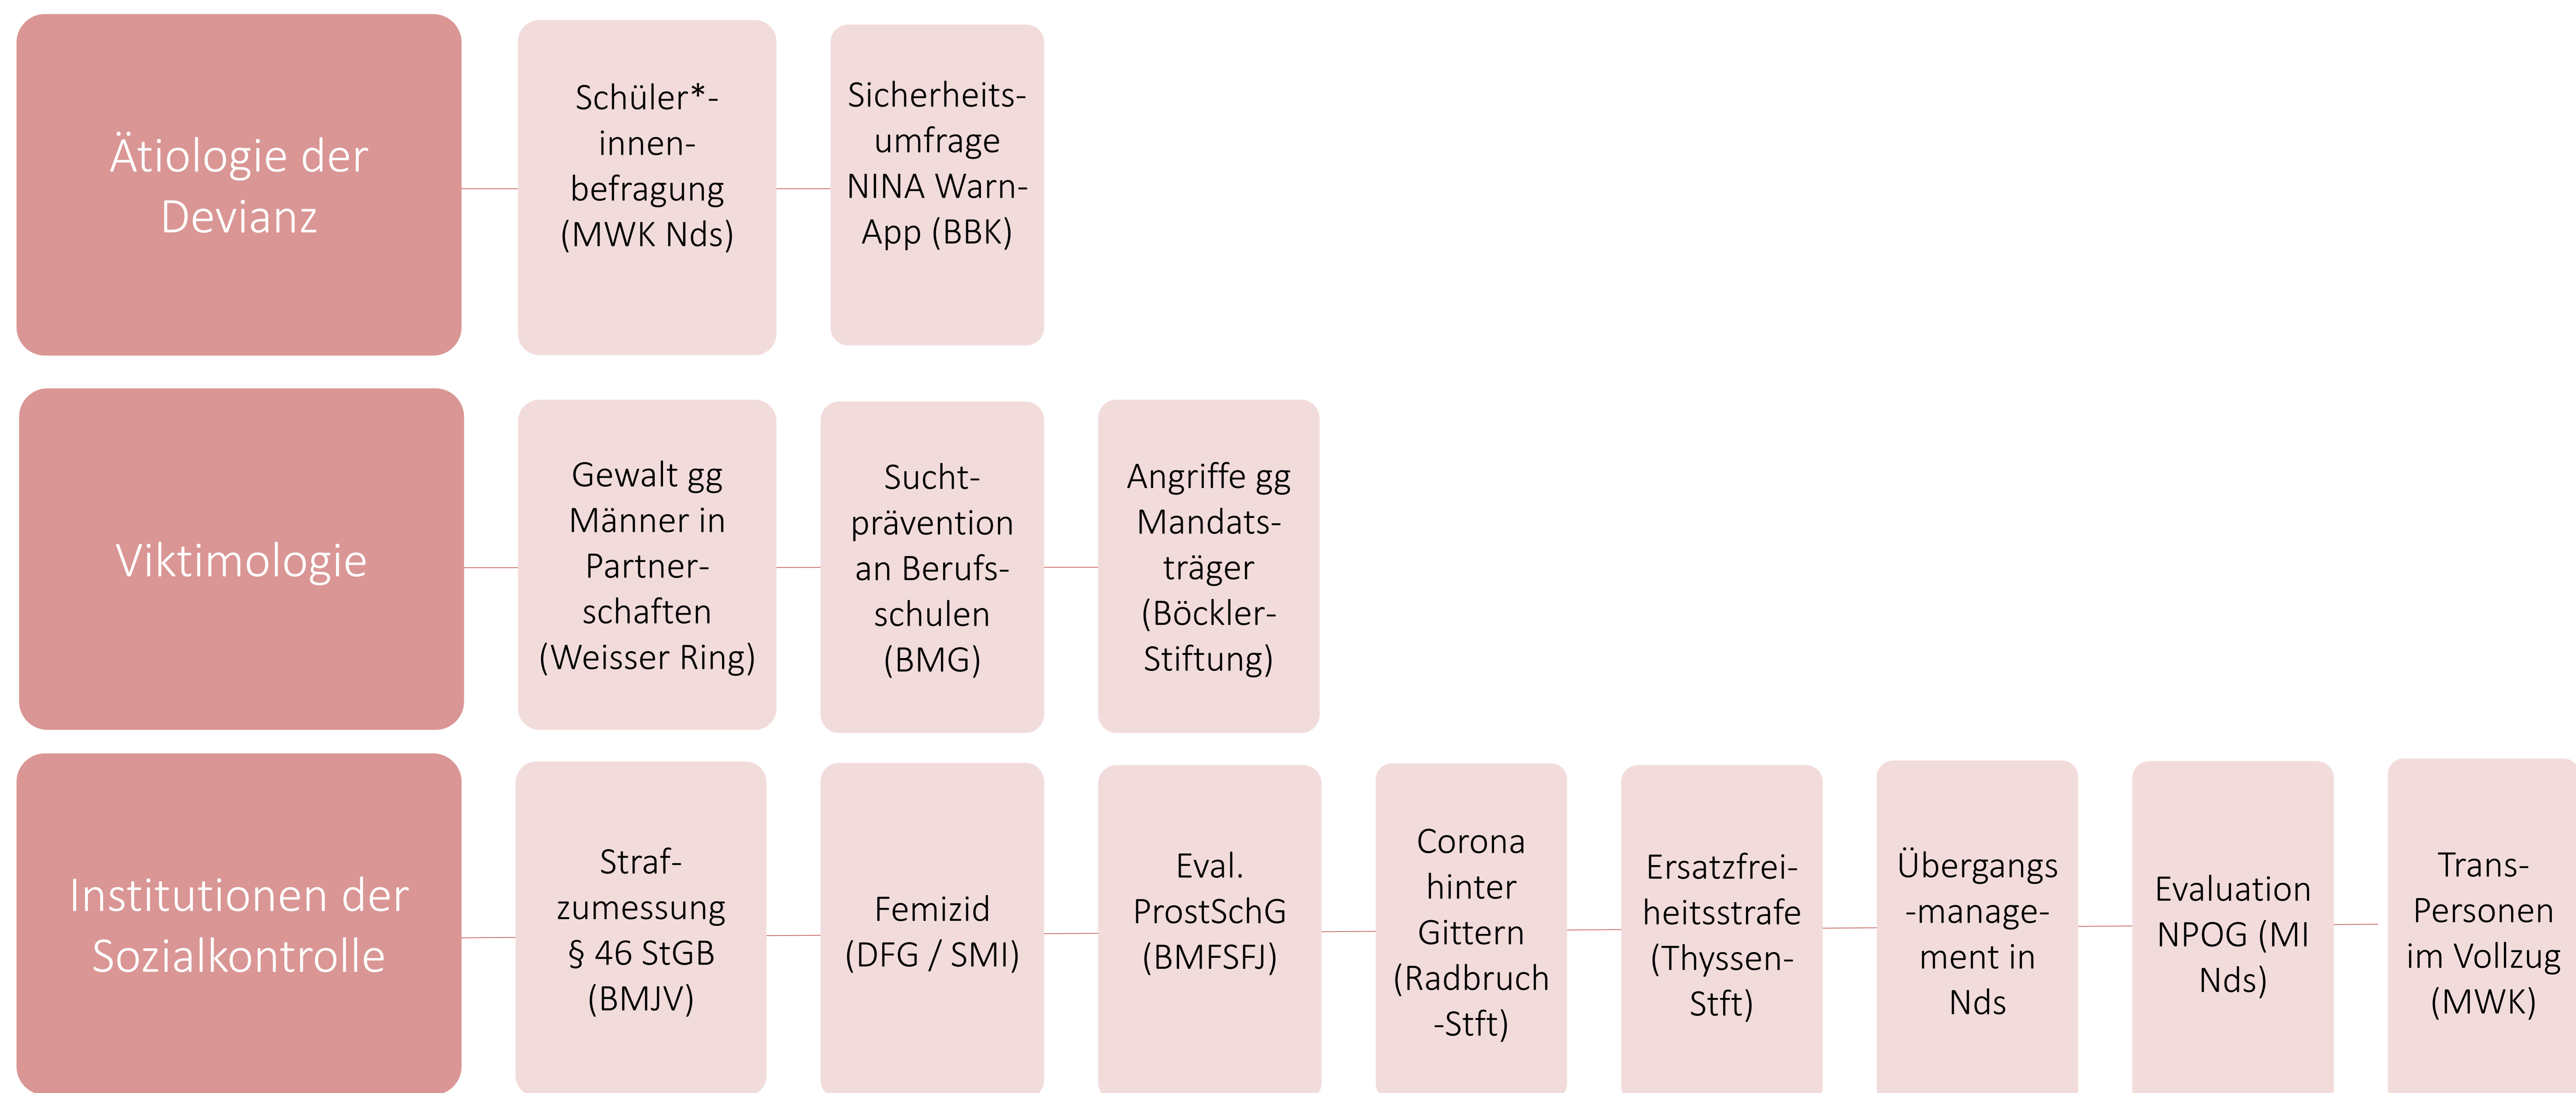 Ätiologie der
Devianz
Schüler*-
innen-
befragung
(MWK Nds)
Sicherheits-
umfrage
NINA Warn-
App (BBK)
Viktimologie
Gewalt gg
Männer in
Partner-
schaften
(Weisser Ring)
Sucht-
prävention
an Berufs-
schulen
(BMG)
Angriffe gg
Mandats-
träger
(Böckler-
Stiftung)
Institutionen der
Sozialkontrolle
Straf-
zumessung
§ 46 StGB
(BMJV)
Femizid
(DFG / SMI)
Eval.
ProstSchG
(BMFSFJ)
Corona
hinter
Gittern
(Radbruch
-Stft)
Ersatzfrei-
heitsstrafe
(Thyssen-
Stft)
Übergangs
-manage-
ment in
Nds
Evaluation
NPOG (MI
Nds)
Trans-
Personen
im Vollzug
(MWK)